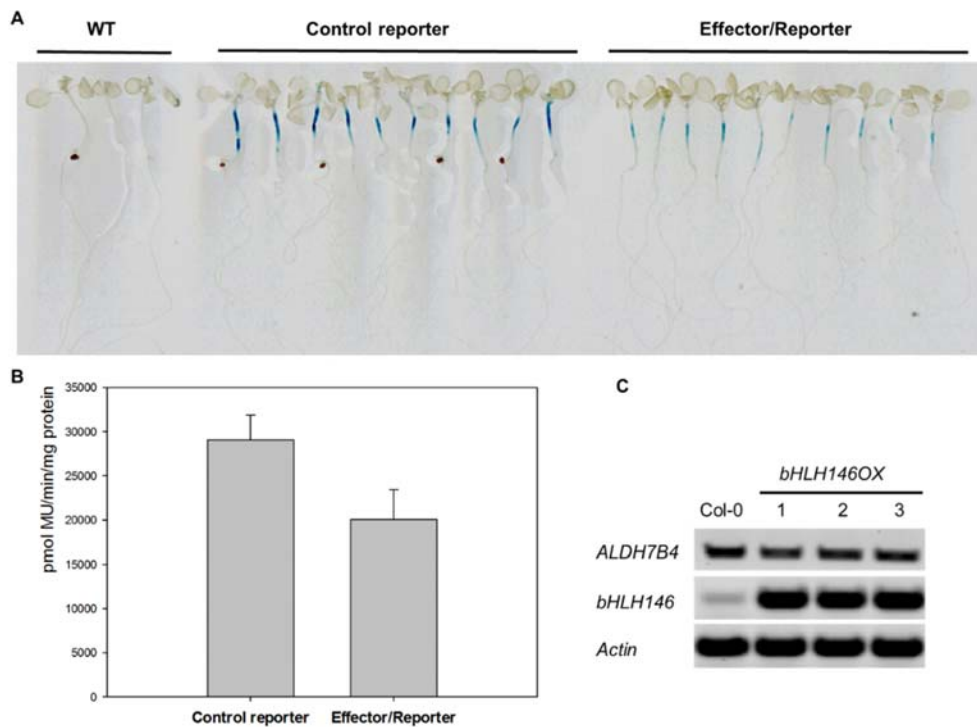 A
WT
Control reporter
Effector/Reporter
B
pmol MU/min/mg protein
35000
30000
25000
20000
15000
10000
5000
0
Control reporter
Effector/Reporter
C
bHLH146OX
Col-0 1 2 3
ALDH7B4
bHLH146
Actin